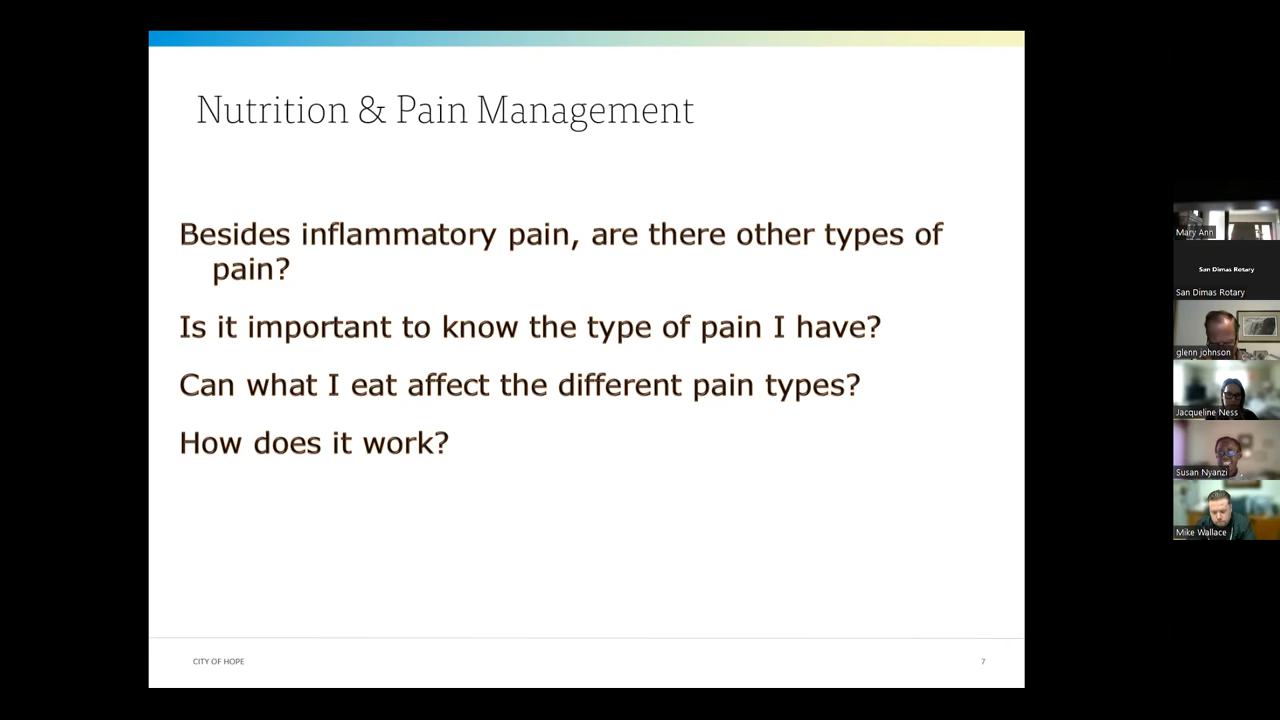 Nutrition & Pain Management
Besides inflammatory pain, are there other types of
pain?
Is it important to know the type of pain I have?
Can what I eat affect the different pain types?
How does it work?
CITY OF HOPE
7
Mary Ann
San Dimas Rotary
San Dimas Rotary
glenn johnson
Jacqueline Ness
Susan Nyanzi
Mike Wallace